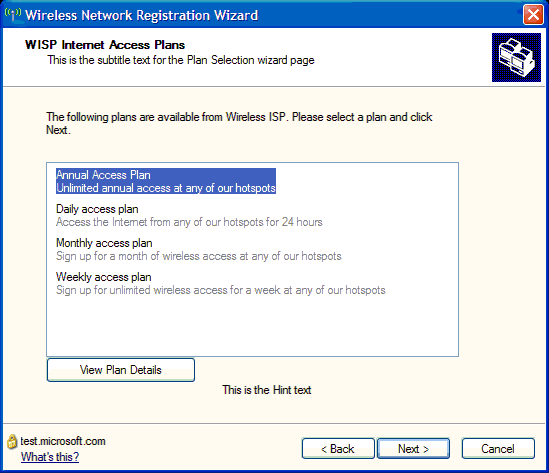 Wireless Network Registration Wizard
WISP Internet Access Plans
This is the subtitle text for the Plan Selection wizard page
The following plans are available from Wireless ISP. Please select a plan and click
Next.
Annual Access Plan
Unlimited annual access at any of our hotspots
Daily access plan
Access the Internet from any of our hotspots for 24 hours
Monthly access plan
Sign up for a month of wireless access at any of our hotspots
Weekly access plan
Sign up for unlimited wireless access for a week at any of our hotspots
View Plan Details
This is the Hint text
test.microsoft.com
What's this?
< Back
Next >
Cancel